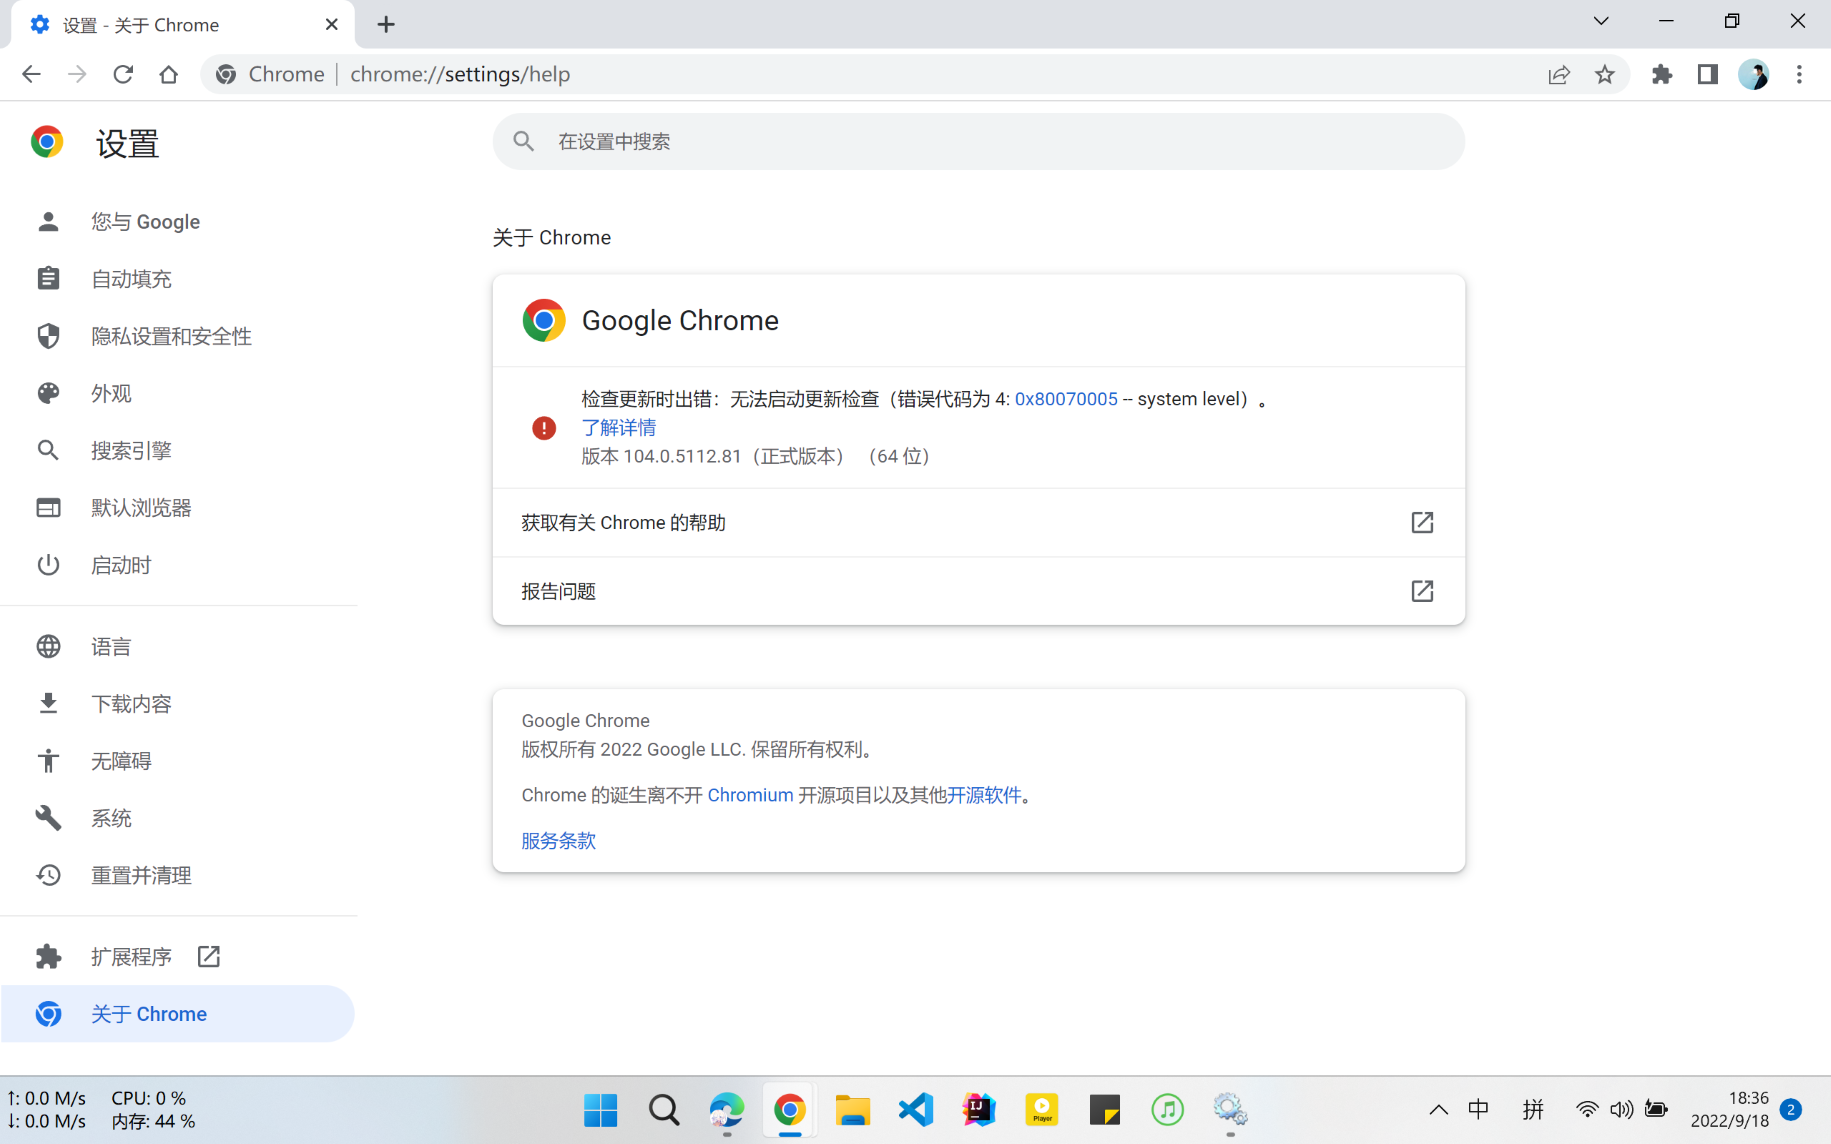 设置 - 关于 Chrome
Chrome
chrome://settings/help
设置
在设置中搜索
您与 Google
自动填充
隐私设置和安全性
外观
搜索引擎
默认浏览器
启动时
语言
下载内容
无障碍
系统
重置并清理
扩展程序
关于 Chrome
关于 Chrome
Google Chrome
检查更新时出错：无法启动更新检查（错误代码为 4: 0x80070005 -- system level）。
了解详情
版本 104.0.5112.81（正式版本） （64 位）
获取有关 Chrome 的帮助
报告问题
Google Chrome
版权所有 2022 Google LLC. 保留所有权利。
Chrome 的诞生离不开 Chromium 开源项目以及其他开源软件。
服务条款
↑: 0.0 M/s CPU: 0 %
↓: 0.0 M/s 内存: 44 %
IJ
Player
中
拼
18:36
2022/9/18
2